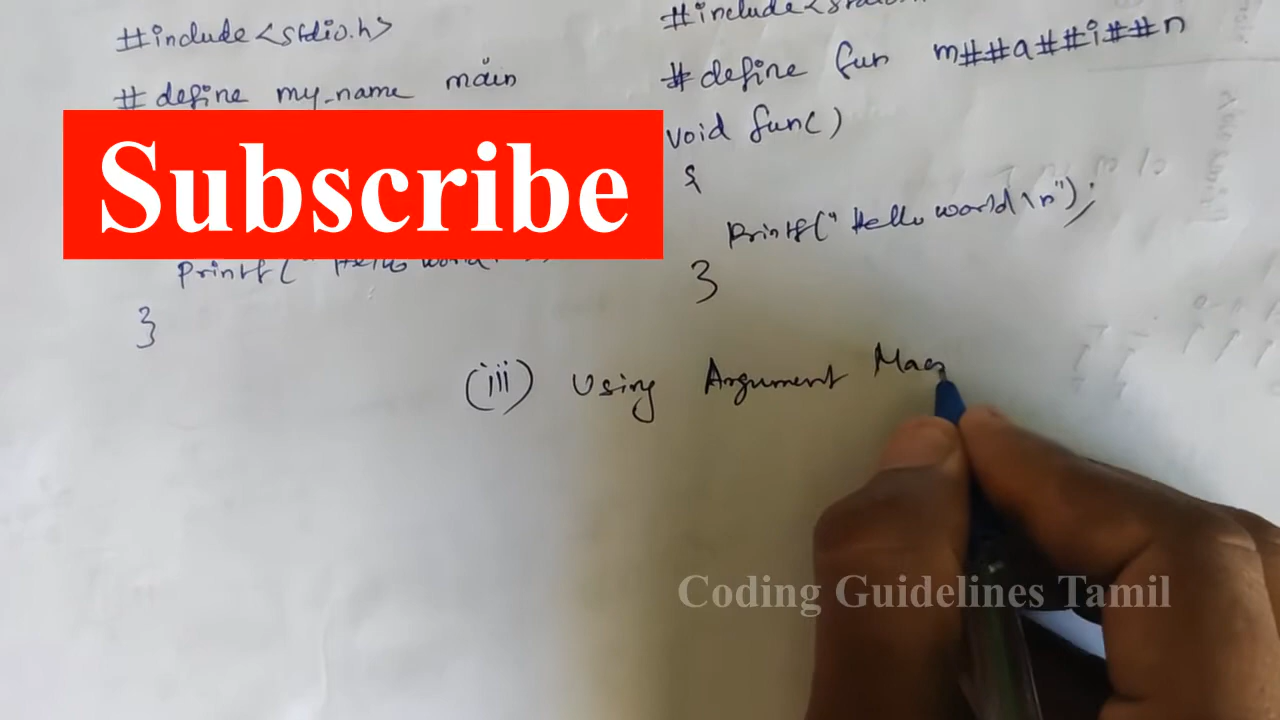 #include <stdio.h>
# define my_name main
Subscribe
printf("
}
# define fun m##a##i##n
void fun()
{
printf("Hello world\n");
}
(iii) Using Argument
Coding Guidelines Tamil